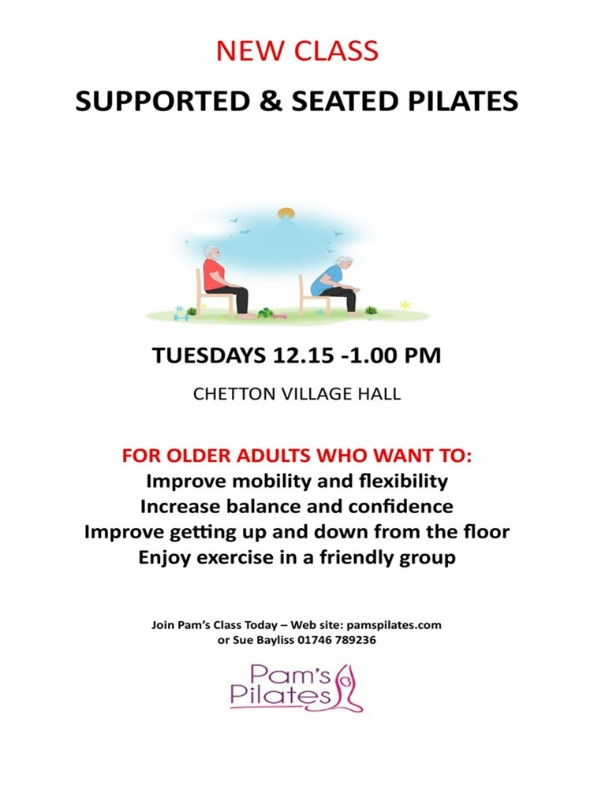 NEW CLASS
SUPPORTED & SEATED PILATES
TUESDAYS 12.15 -1.00 PM
CHETTON VILLAGE HALL
FOR OLDER ADULTS WHO WANT TO:
Improve mobility and flexibility
Increase balance and confidence
Improve getting up and down from the floor
Enjoy exercise in a friendly group
Join Pam's Class Today – Web site: pamspilates.com
or Sue Bayliss 01746 789236
Pam's
Pilates